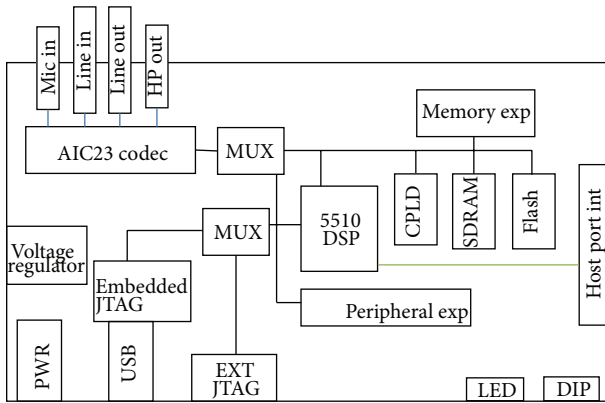 Mic in
Line in
Line out
HP out
Memory exp
AIC23 codec
MUX
CPLD
SDRAM
Flash
Host port int
5510
DSP
MUX
Voltage
regulator
Embedded
JTAG
Peripheral exp
PWR
USB
EXT
JTAG
LED
DIP